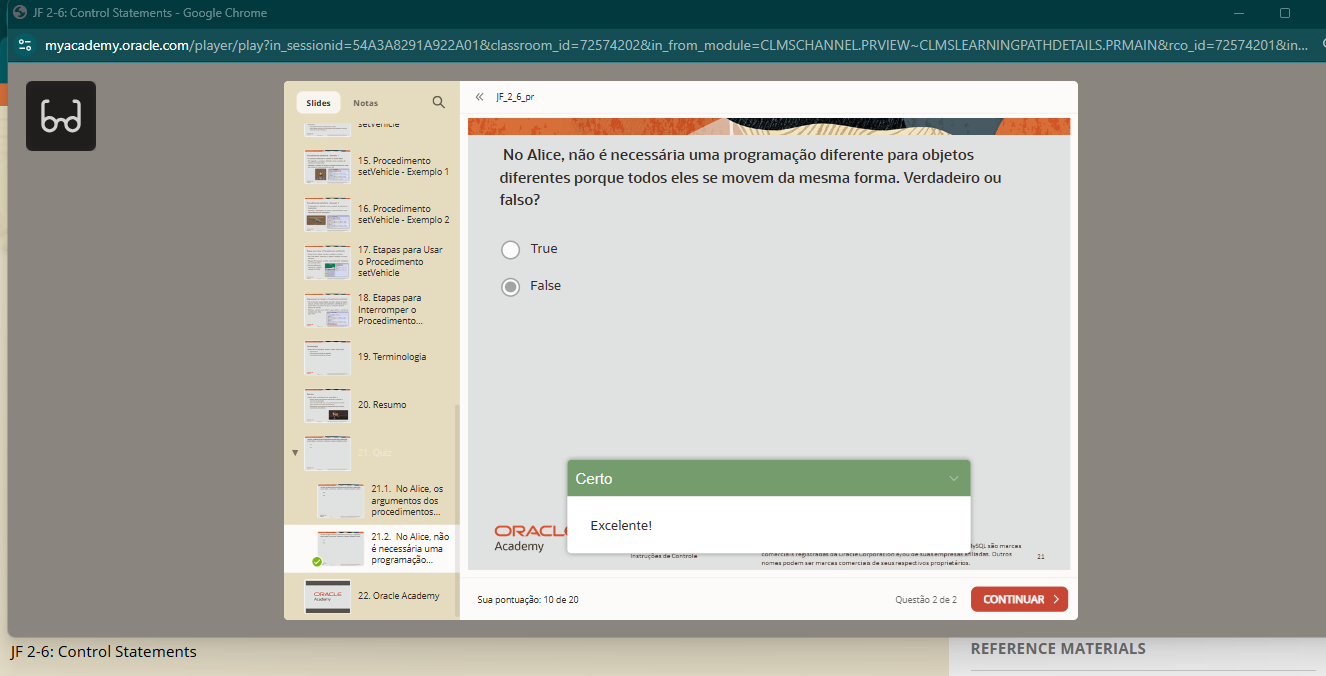 JF 2-6: Control Statements - Google Chrome
myacademy.oracle.com/player/play?in_sessionid=54A3A8291A922A01&classroom_id=72574202&in_from_module=CLMSCHANNEL.PRVIEW~CLMSLEARNINGPATHDETAILS.PRMAIN&rco_id=72574201&in...
Slides
Notas
setVehicle
15. Procedimento
setVehicle - Exemplo 1
16. Procedimento
setVehicle - Exemplo 2
17. Etapas para Usar
o Procedimento
setVehicle
18. Etapas para
Interromper o
Procedimento...
19. Terminologia
20. Resumo
21. Quiz
21.1. No Alice, os
argumentos dos
procedimentos...
21.2. No Alice, não
é necessária uma
programação...
22. Oracle Academy
JF_2_6_pr
No Alice, não é necessária uma programação diferente para objetos
diferentes porque todos eles se movem da mesma forma. Verdadeiro ou
falso?
True
False
Certo
Excelente!
ORACL
Academy
Instruções de Controle
MySQL são marcas
comerciais registradas da Oracle Corporation e/ou de suas empresas afiliadas. Outros
nomes podem ser marcas comerciais de seus respectivos proprietários.
21
Sua pontuação: 10 de 20
Questão 2 de 2
CONTINUAR
JF 2-6: Control Statements
REFERENCE MATERIALS